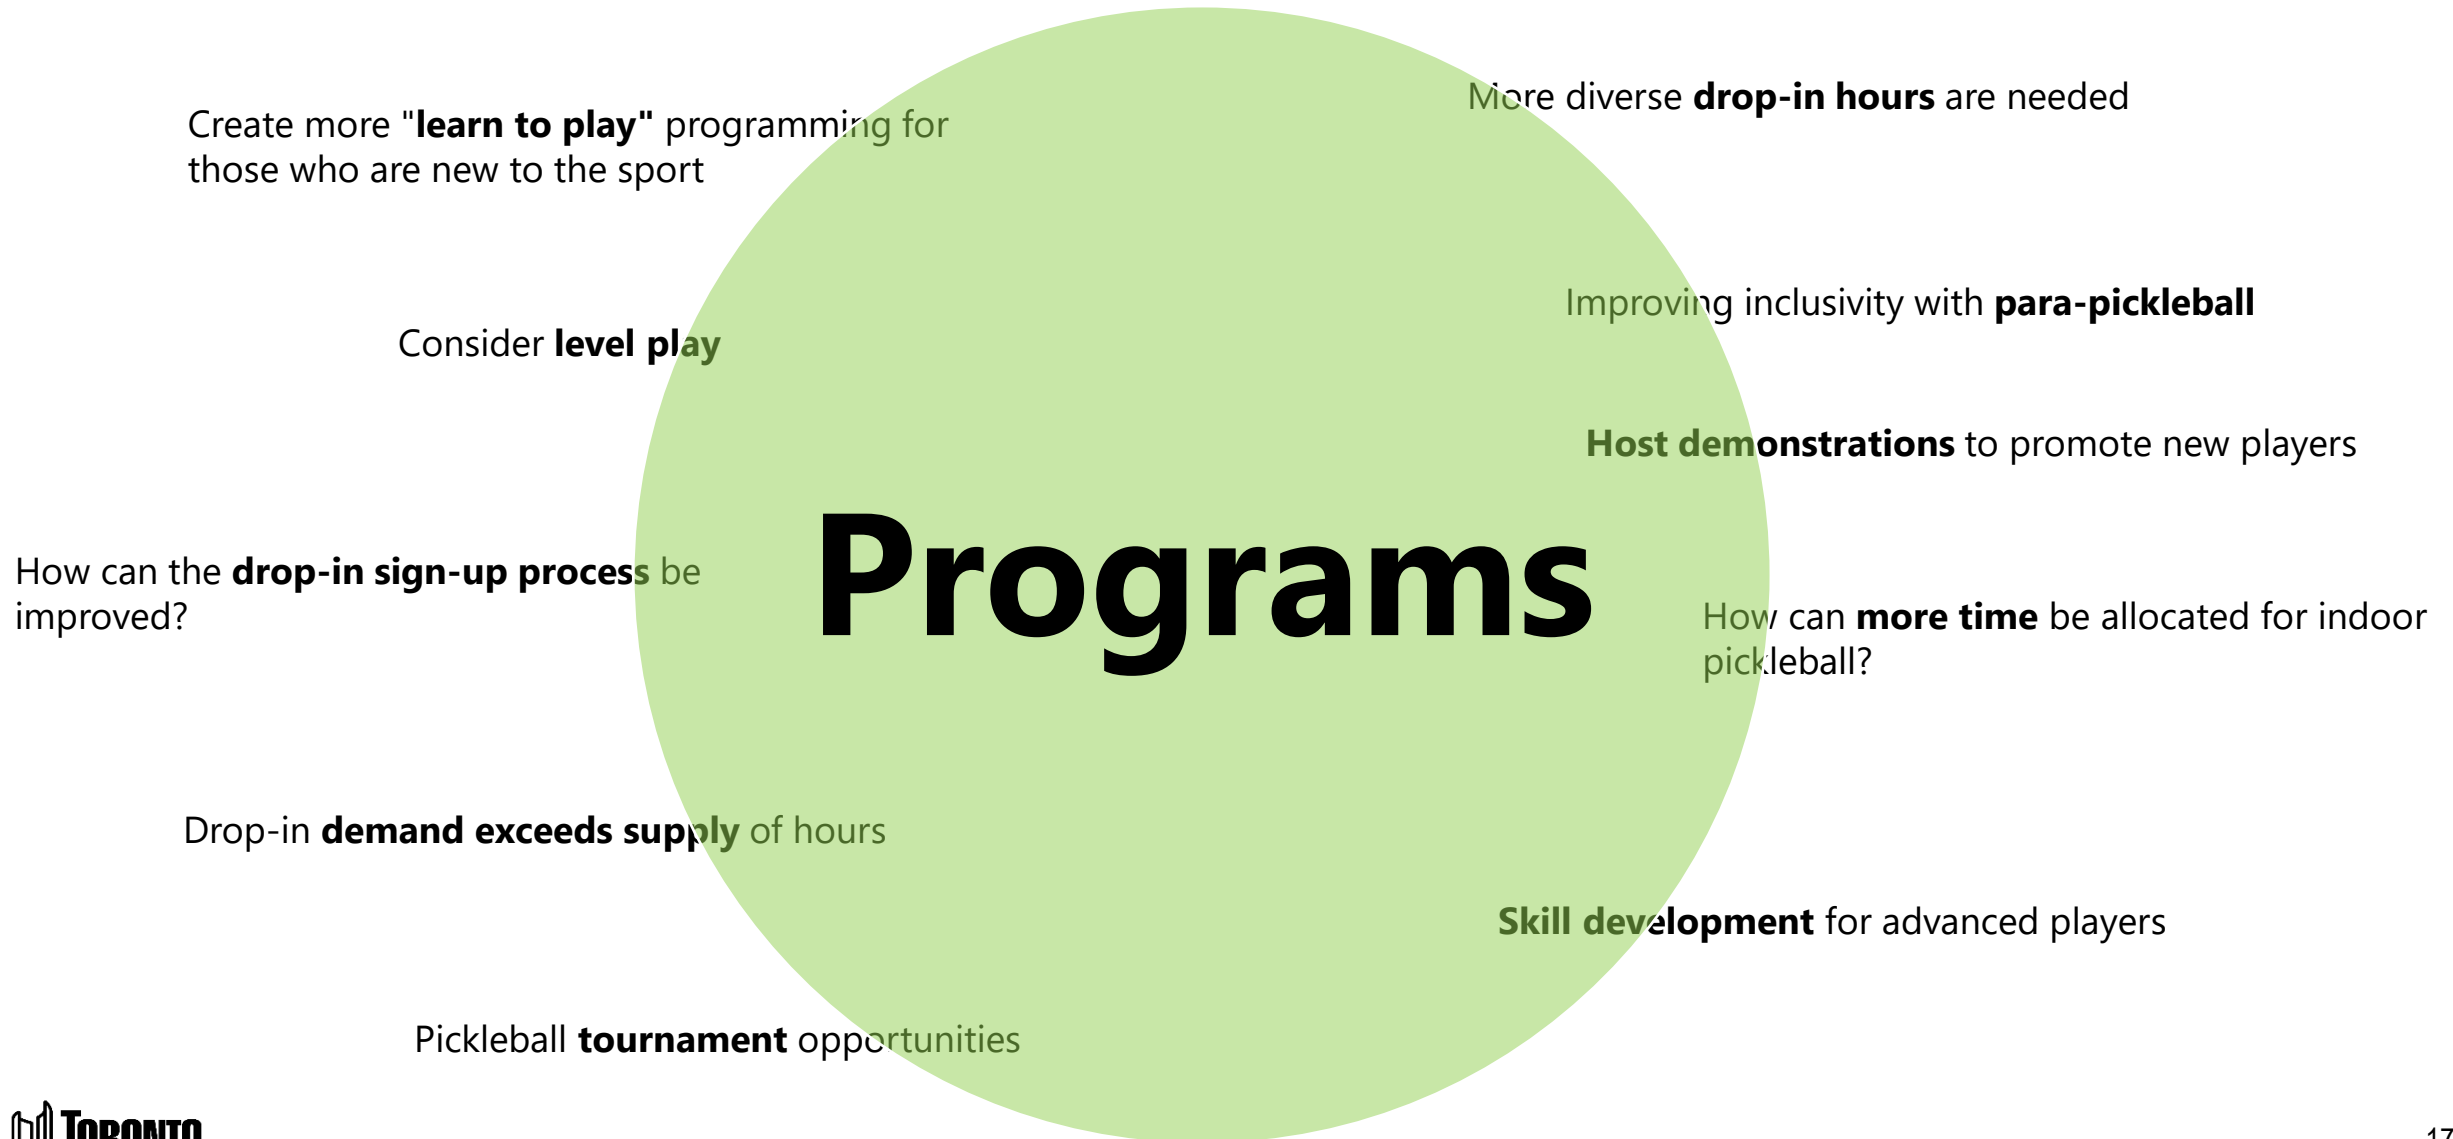 Create more "learn to play" programming for
those who are new to the sport
Consider level play
How can the drop-in sign-up process be
improved?
Drop-in demand exceeds supply of hours
Pickleball tournament opportunities
Programs
More diverse drop-in hours are needed
Improving inclusivity with para-pickleball
Host demonstrations to promote new players
How can more time be allocated for indoor
pickleball?
Skill development for advanced players
TORONTO
17